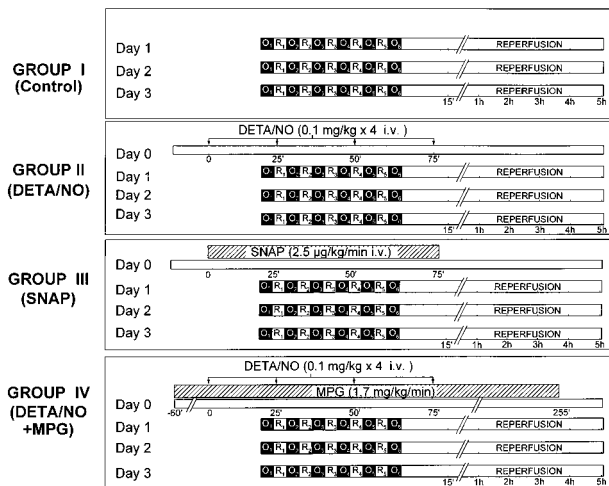 GROUP I
(Control)
Day 1 O₁ R₁ O₂ R₂ O₃ R₃ O₄ R₄ O₅ R₅ O₆ REPERFUSION
Day 2 O₁ R₁ O₂ R₂ O₃ R₃ O₄ R₄ O₅ R₅ O₆ REPERFUSION
Day 3 O₁ R₁ O₂ R₂ O₃ R₃ O₄ R₄ O₅ R₅ O₆ REPERFUSION
15' 1h 2h 3h 4h 5h
GROUP II
(DETA/NO)
DETA/NO (0.1 mg/kg x 4 i.v. )
Day 0
0 25' 50' 75'
Day 1 O₁ R₁ O₂ R₂ O₃ R₃ O₄ R₄ O₅ R₅ O₆ REPERFUSION
Day 2 O₁ R₁ O₂ R₂ O₃ R₃ O₄ R₄ O₅ R₅ O₆ REPERFUSION
Day 3 O₁ R₁ O₂ R₂ O₃ R₃ O₄ R₄ O₅ R₅ O₆ REPERFUSION
15' 1h 2h 3h 4h 5h
GROUP III
(SNAP)
SNAP (2.5 µg/kg/min i.v.)
Day 0
0 25' 50' 75'
Day 1 O₁ R₁ O₂ R₂ O₃ R₃ O₄ R₄ O₅ R₅ O₆ REPERFUSION
Day 2 O₁ R₁ O₂ R₂ O₃ R₃ O₄ R₄ O₅ R₅ O₆ REPERFUSION
Day 3 O₁ R₁ O₂ R₂ O₃ R₃ O₄ R₄ O₅ R₅ O₆ REPERFUSION
15' 1h 2h 3h 4h 5h
GROUP IV
(DETA/NO
+MPG)
DETA/NO (0.1 mg/kg x 4 i.v. )
MPG (1.7 mg/kg/min)
Day 0
-60' 0 25' 50' 75' 255'
Day 1 O₁ R₁ O₂ R₂ O₃ R₃ O₄ R₄ O₅ R₅ O₆ REPERFUSION
Day 2 O₁ R₁ O₂ R₂ O₃ R₃ O₄ R₄ O₅ R₅ O₆ REPERFUSION
Day 3 O₁ R₁ O₂ R₂ O₃ R₃ O₄ R₄ O₅ R₅ O₆ REPERFUSION
15' 1h 2h 3h 4h 5h